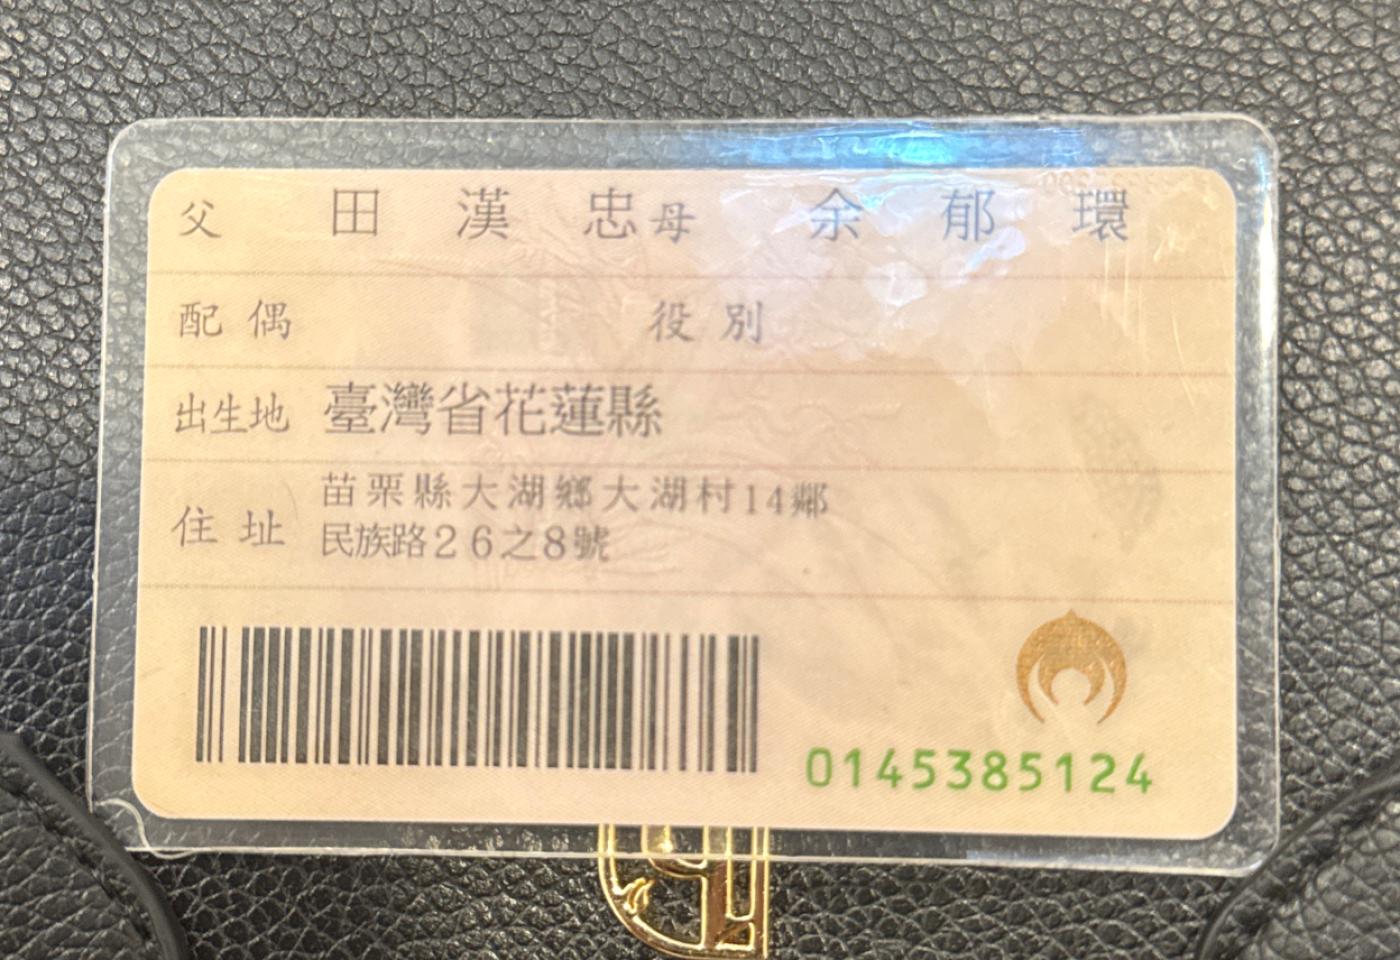 父 田漢忠 母 余郁環
配偶 役別
出生地 臺灣省花蓮縣
住址 苗栗縣大湖鄉大湖村14鄰
民族路26之8號
0145385124